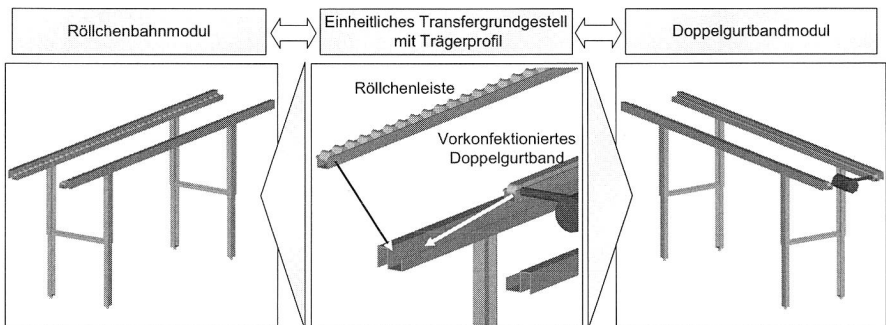 Röllchenbahnmodul
Einheitliches Transfergrundgestell
mit Trägerprofil
Doppelgurtbandmodul
Röllchenleiste
Vorkonfektioniertes
Doppelgurtband